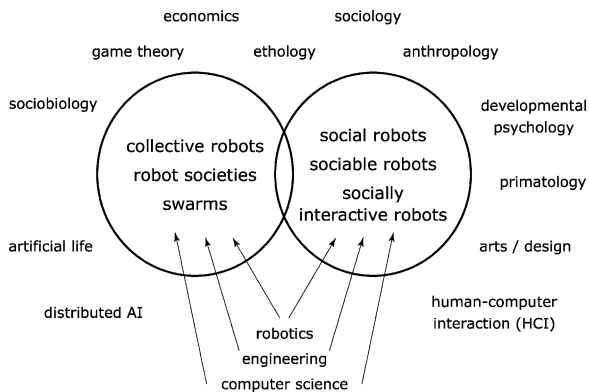 economics
sociology
game theory
ethology
anthropology
sociobiology
developmental
psychology
collective robots
robot societies
swarms
social robots
sociable robots
socially
interactive robots
primatology
artificial life
arts / design
distributed AI
human-computer
interaction (HCI)
robotics
engineering
computer science